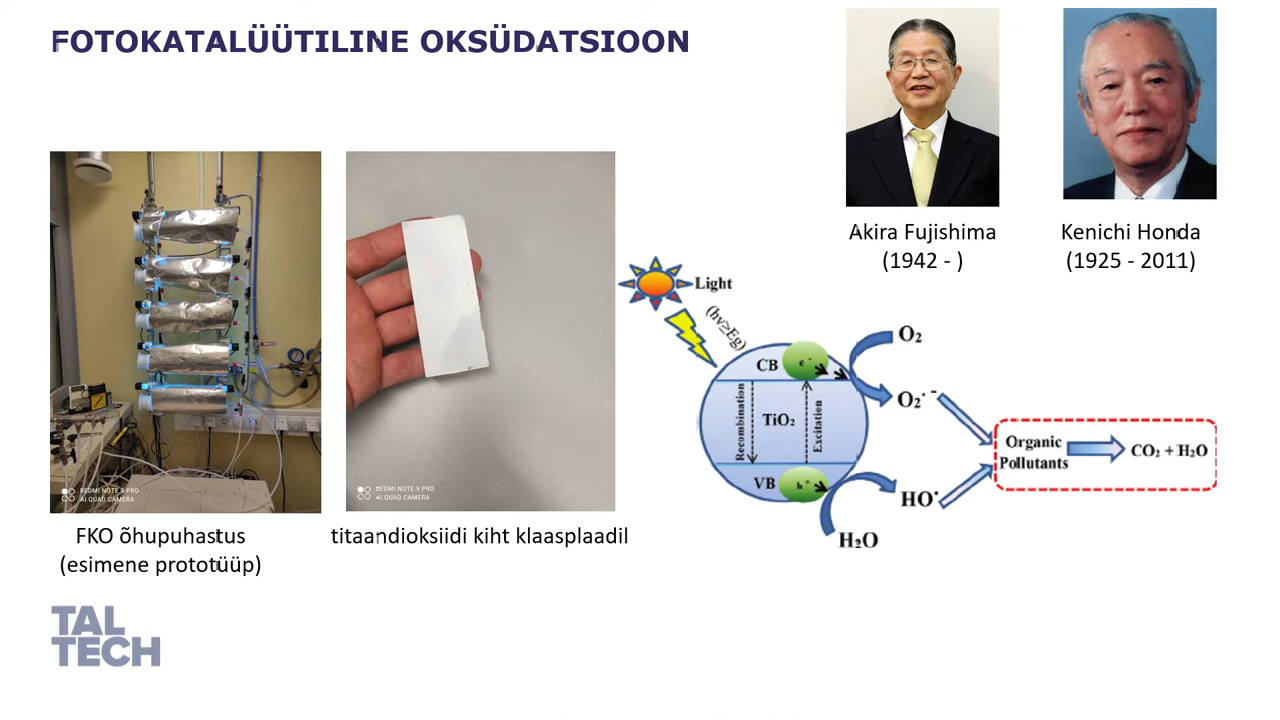 FOTOKATALÜÜTILINE OKSÜDATSIOON
Akira Fujishima
(1942 - )
Kenichi Honda
(1925 - 2011)
REDMI NOTE 9 PRO
AI QUAD CAMERA
FKO õhupuhastus
(esimene prototüüp)
REDMI NOTE 9 PRO
AI QUAD CAMERA
titaandioksiidi kiht klaasplaadil
Light
(hν≥Eg)
CB
e⁻
O₂
Recombination
TiO₂
Excitation
O₂·⁻
VB
h⁺
HO·
H₂O
Organic
Pollutants
CO₂ + H₂O
TAL
TECH